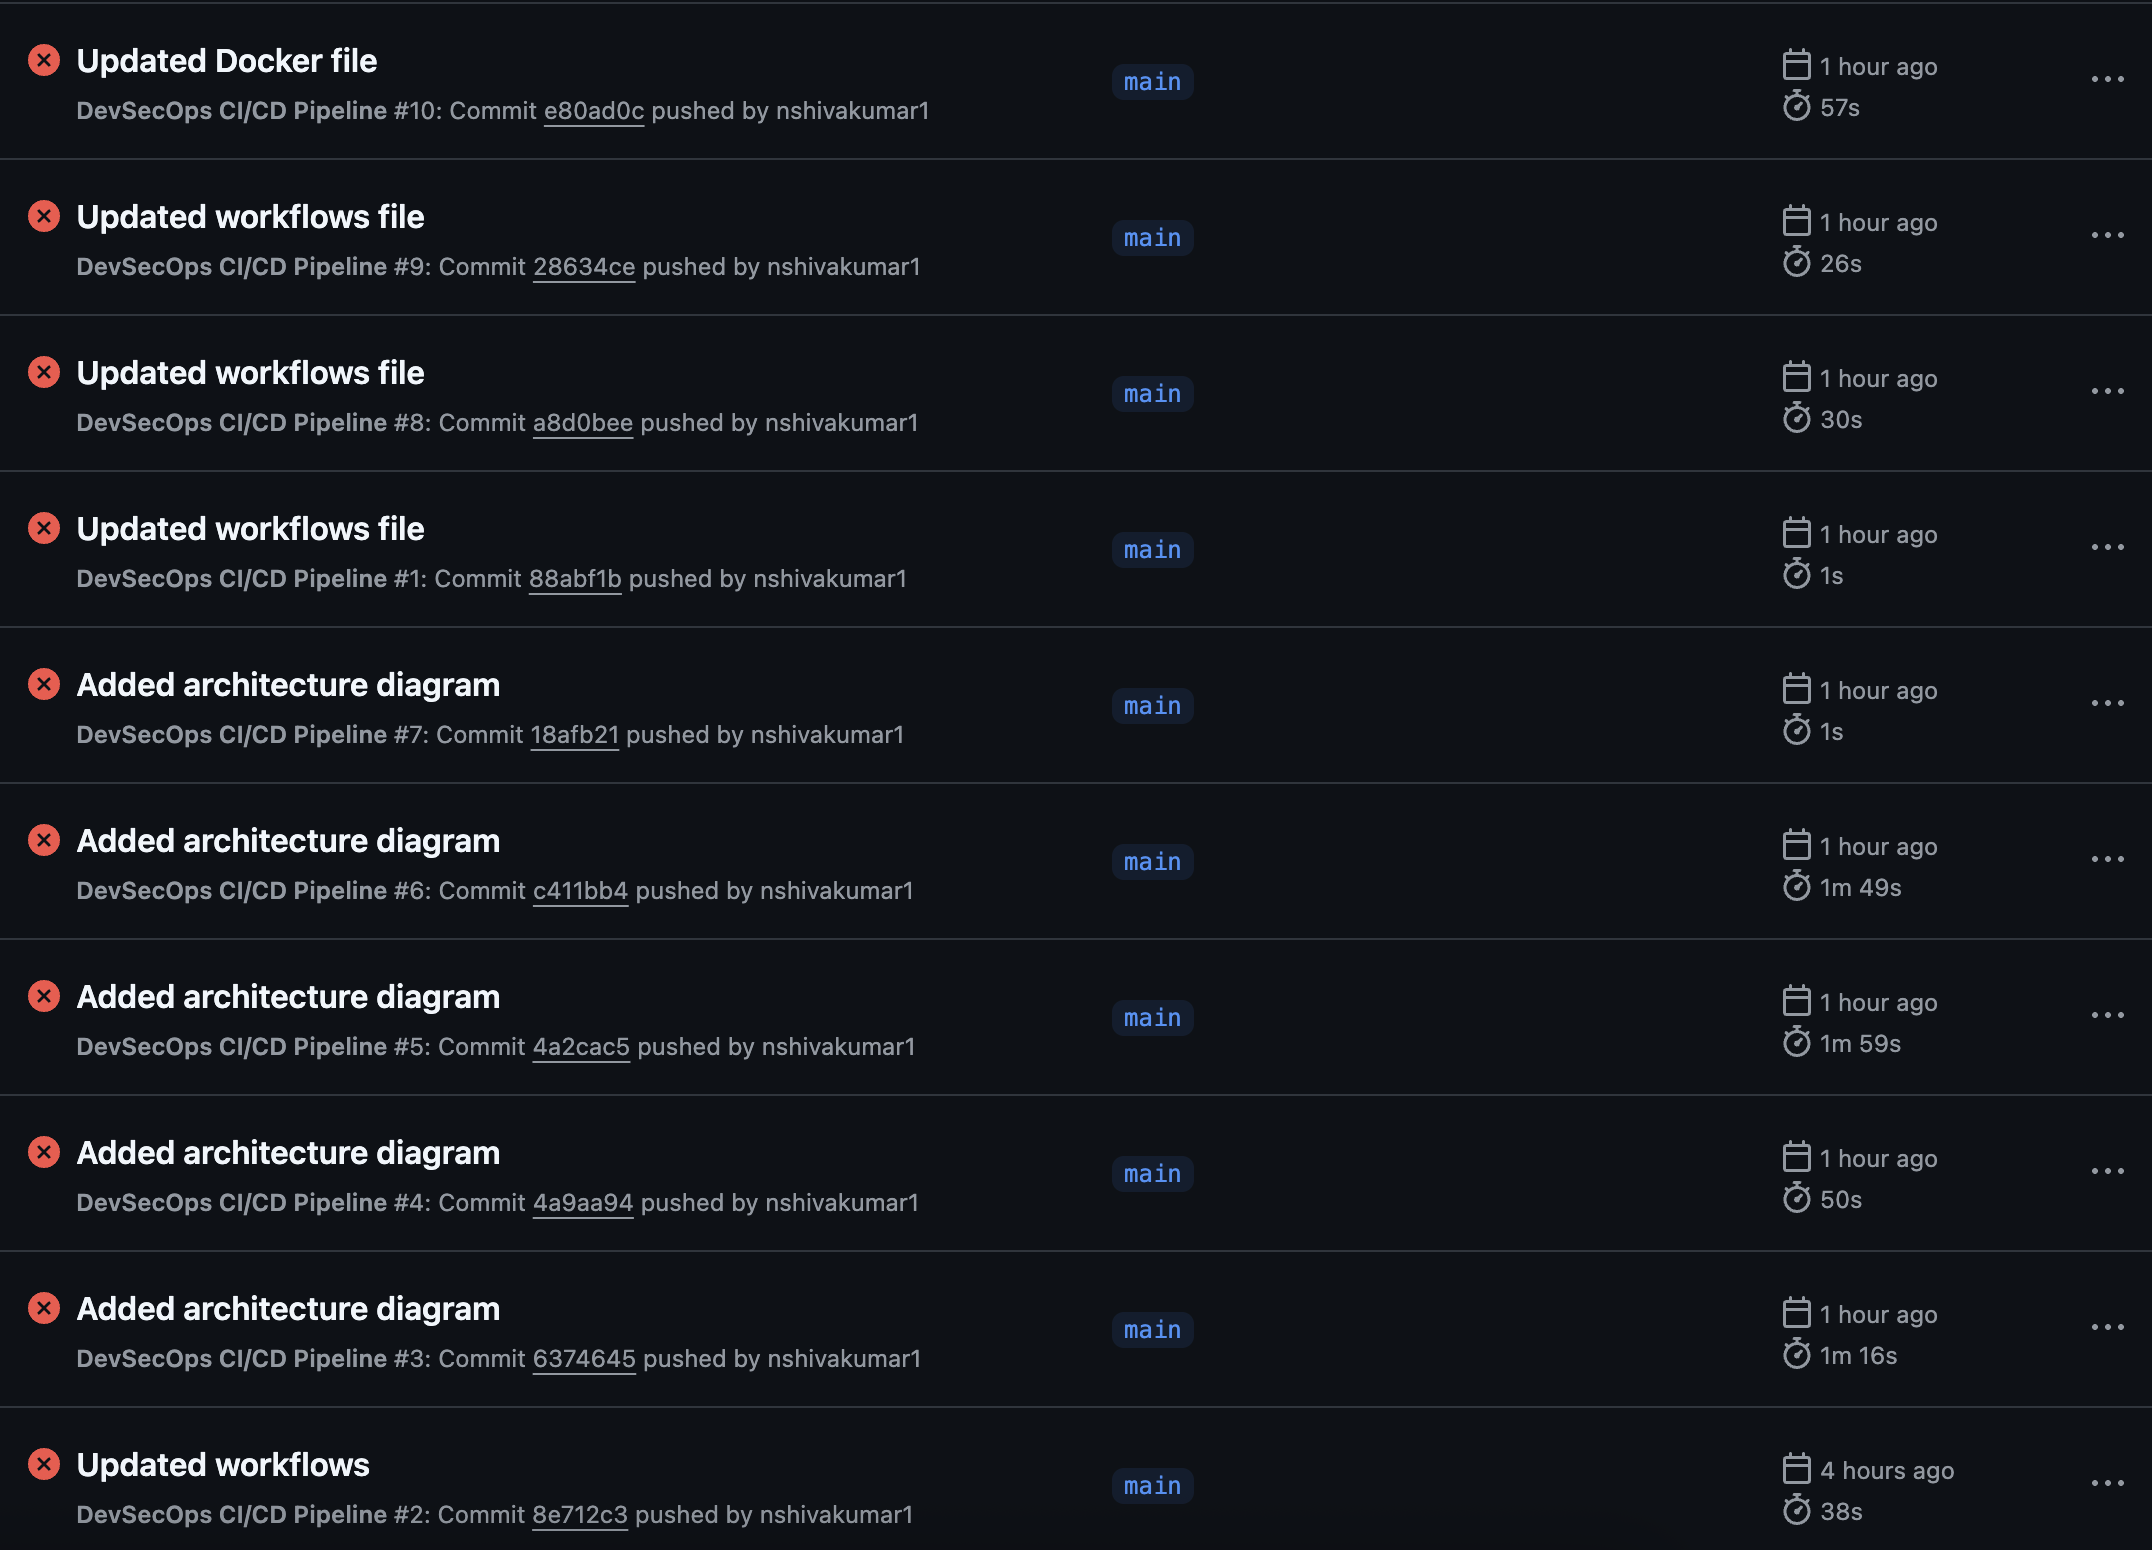 Updated Docker file
DevSecOps CI/CD Pipeline #10: Commit e80ad0c pushed by nshivakumar1
main
1 hour ago
57s
Updated workflows file
DevSecOps CI/CD Pipeline #9: Commit 28634ce pushed by nshivakumar1
main
1 hour ago
26s
Updated workflows file
DevSecOps CI/CD Pipeline #8: Commit a8d0bee pushed by nshivakumar1
main
1 hour ago
30s
Updated workflows file
DevSecOps CI/CD Pipeline #1: Commit 88abf1b pushed by nshivakumar1
main
1 hour ago
1s
Added architecture diagram
DevSecOps CI/CD Pipeline #7: Commit 18afb21 pushed by nshivakumar1
main
1 hour ago
1s
Added architecture diagram
DevSecOps CI/CD Pipeline #6: Commit c411bb4 pushed by nshivakumar1
main
1 hour ago
1m 49s
Added architecture diagram
DevSecOps CI/CD Pipeline #5: Commit 4a2cac5 pushed by nshivakumar1
main
1 hour ago
1m 59s
Added architecture diagram
DevSecOps CI/CD Pipeline #4: Commit 4a9aa94 pushed by nshivakumar1
main
1 hour ago
50s
Added architecture diagram
DevSecOps CI/CD Pipeline #3: Commit 6374645 pushed by nshivakumar1
main
1 hour ago
1m 16s
Updated workflows
DevSecOps CI/CD Pipeline #2: Commit 8e712c3 pushed by nshivakumar1
main
4 hours ago
38s